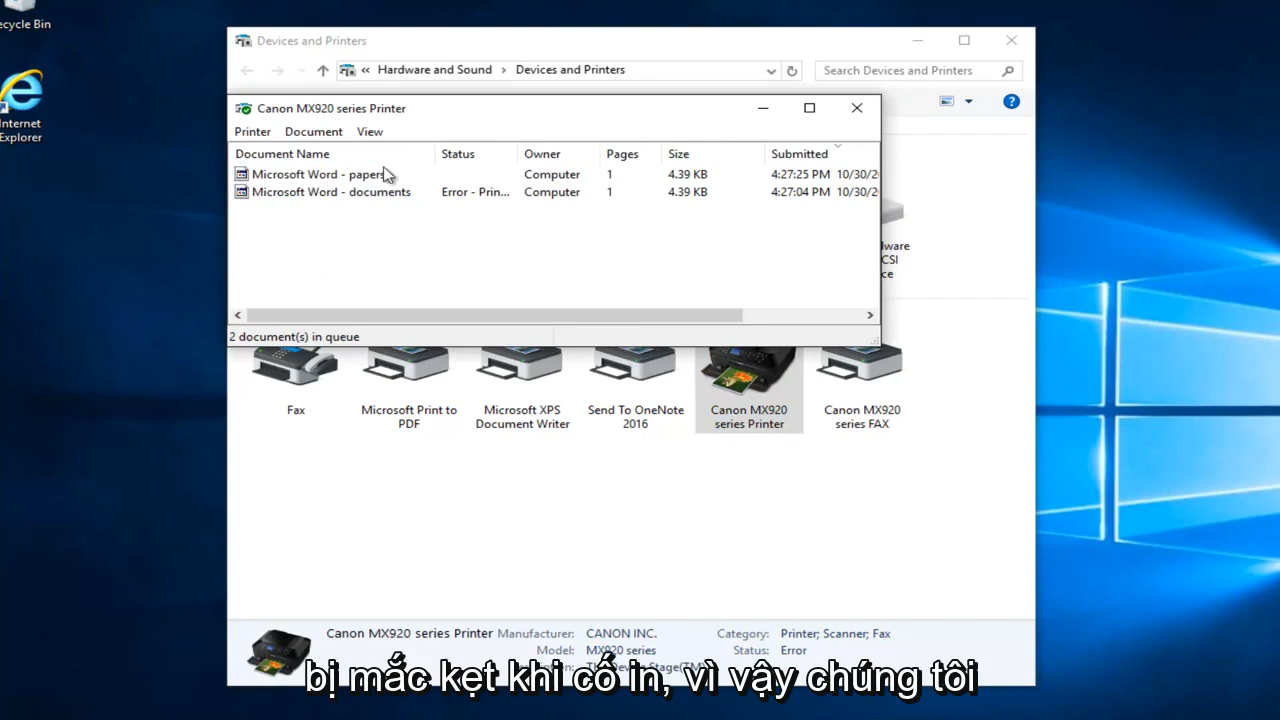 ecycle Bin
Internet
Explorer
Devices and Printers
« Hardware and Sound › Devices and Printers
Search Devices and Printers
Canon MX920 series Printer
Printer Document View
Document Name Status Owner Pages Size Submitted
Microsoft Word - papers Computer 1 4.39 KB 4:27:25 PM 10/30/20
Microsoft Word - documents Error - Prin... Computer 1 4.39 KB 4:27:04 PM 10/30/20
2 document(s) in queue
Fax
Microsoft Print to
PDF
Microsoft XPS
Document Writer
Send To OneNote
2016
Canon MX920
series Printer
Canon MX920
series FAX
Canon MX920 series Printer Manufacturer: CANON INC. Category: Printer; Scanner; Fax
Model: MX920 series Status: Error
bị mắc kẹt khi cố in, vì vậy chúng tôi